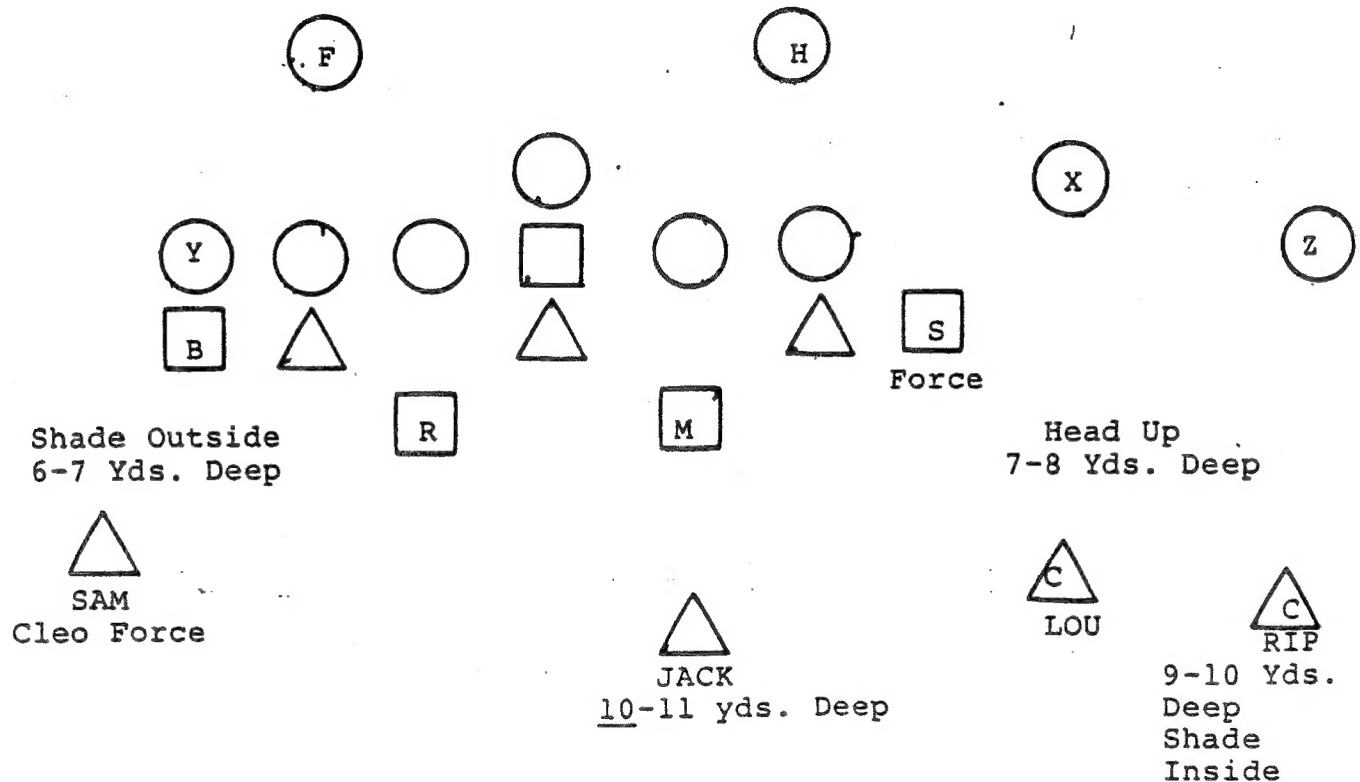 F
H
X
Y
Z
B
S
Force
R
M
Shade Outside
6-7 Yds. Deep
Head Up
7-8 Yds. Deep
C
C
SAM
Cleo Force
LOU
RIP
JACK
10-11 yds. Deep
9-10 Yds.
Deep
Shade
Inside